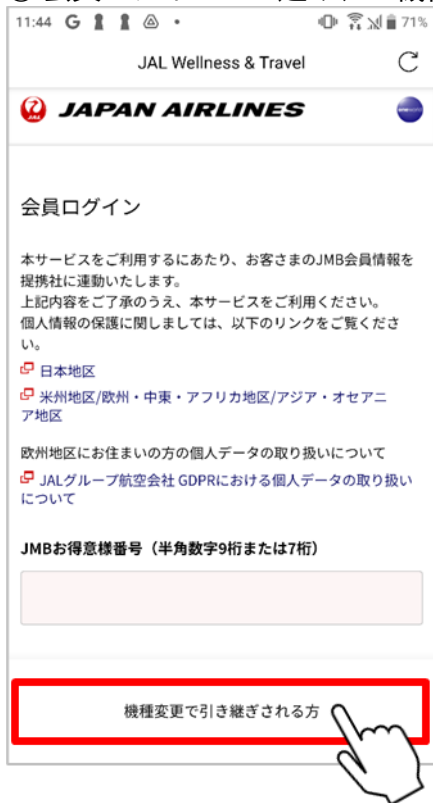 11:44 G 71%
JAL Wellness & Travel
JAPAN AIRLINES
会員ログイン
本サービスをご利用するにあたり、お客さまのJMB会員情報を
提携社に連動いたします。
上記内容をご了承のうえ、本サービスをご利用ください。
個人情報の保護に関しましては、以下のリンクをご覧くださ
い。
日本地区
米州地区/欧州・中東・アフリカ地区/アジア・オセアニ
ア地区
欧州地区にお住まいの方の個人データの取り扱いについて
JALグループ航空会社 GDPRにおける個人データの取り扱い
について
JMBお得意様番号（半角数字9桁または7桁）
機種変更で引き継ぎされる方